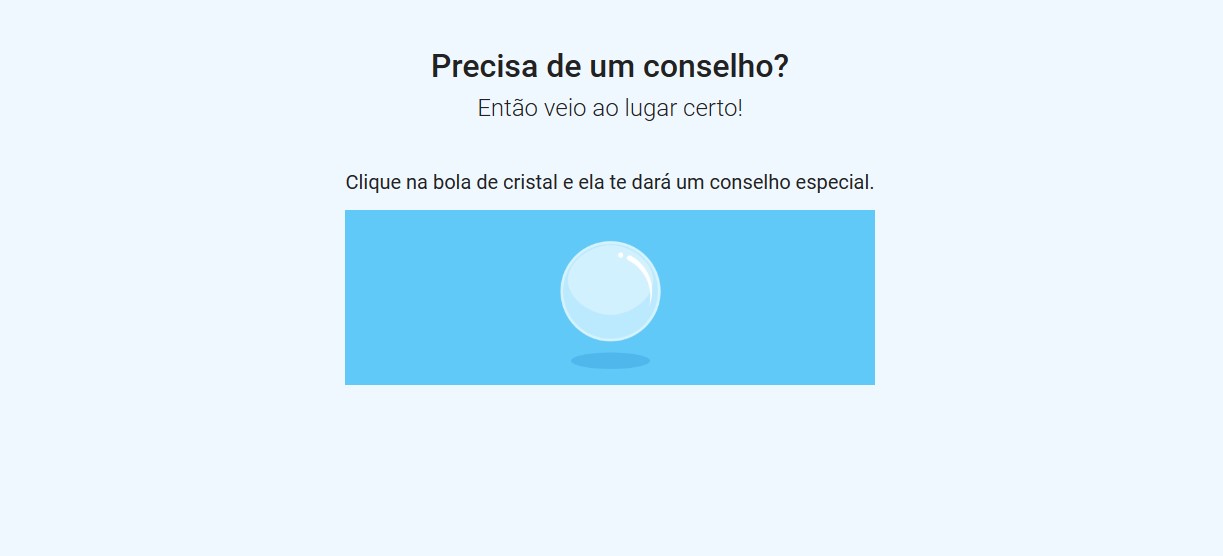 Precisa de um conselho?
Então veio ao lugar certo!
Clique na bola de cristal e ela te dará um conselho especial.